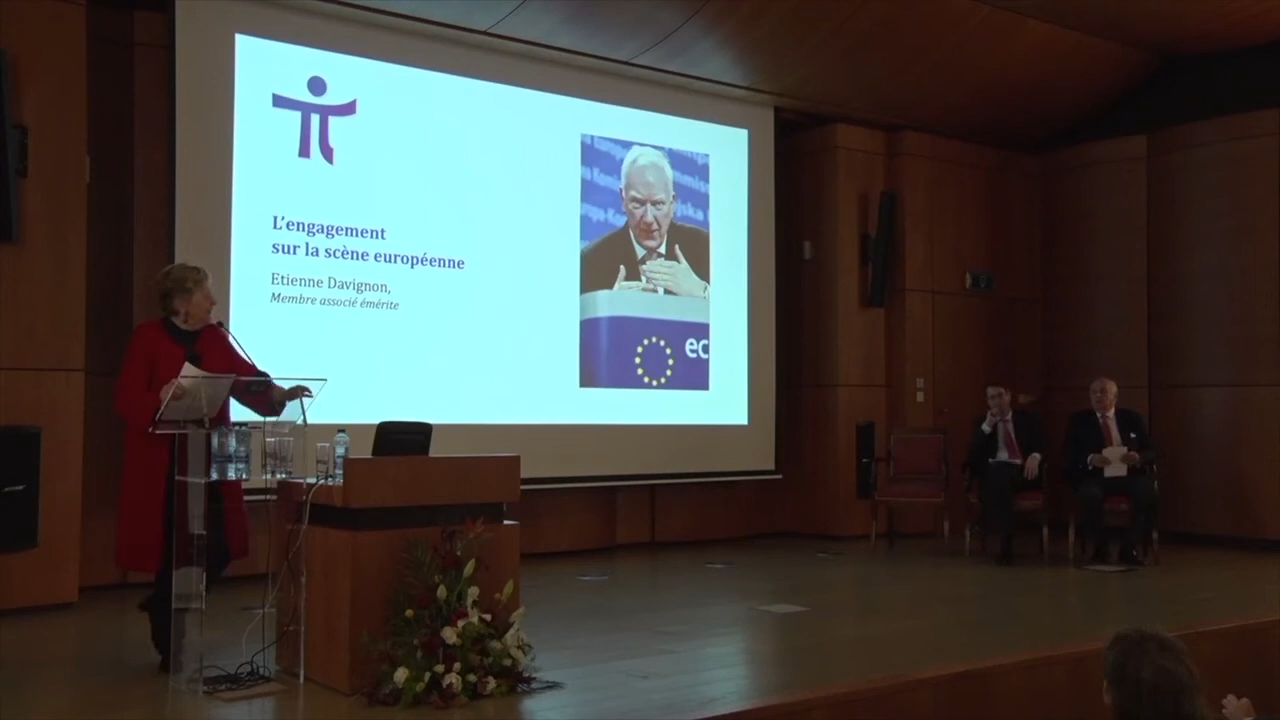 L'engagement
sur la scène européenne
Etienne Davignon,
Membre associé émérite
ec